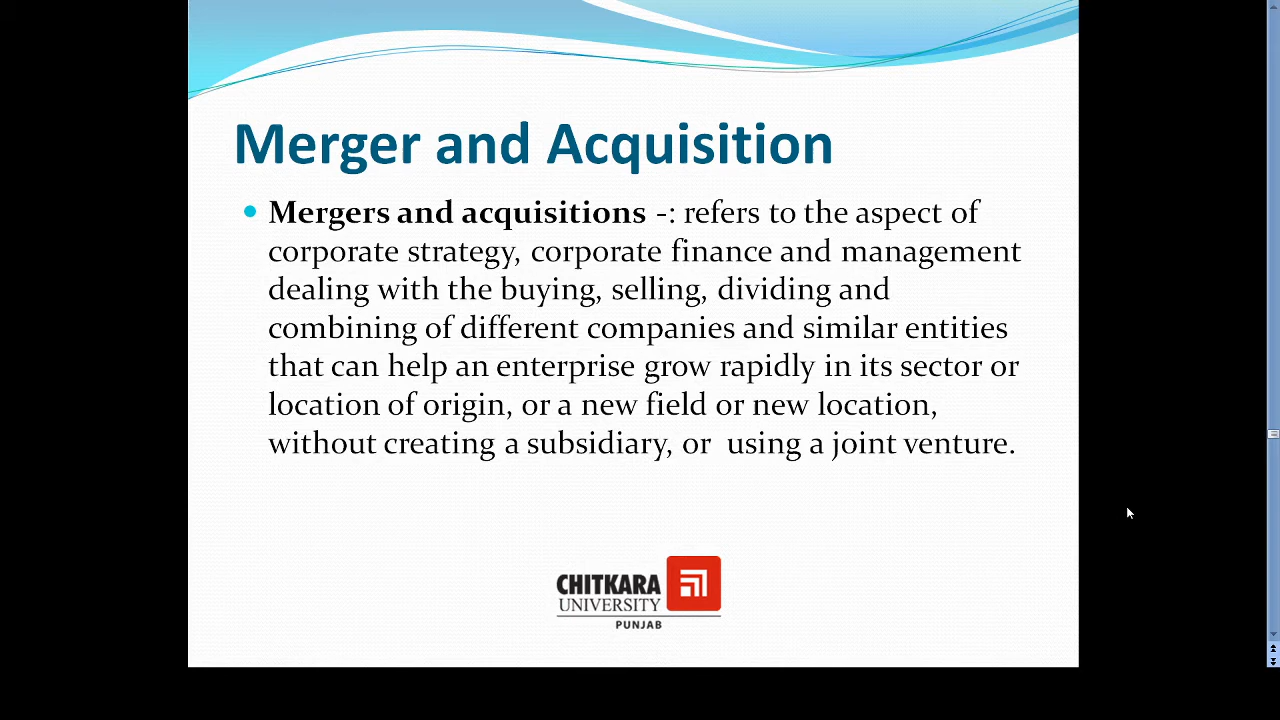 Merger and Acquisition
Mergers and acquisitions -: refers to the aspect of
corporate strategy, corporate finance and management
dealing with the buying, selling, dividing and
combining of different companies and similar entities
that can help an enterprise grow rapidly in its sector or
location of origin, or a new field or new location,
without creating a subsidiary, or  using a joint venture.
CHITKARA
UNIVERSITY
PUNJAB